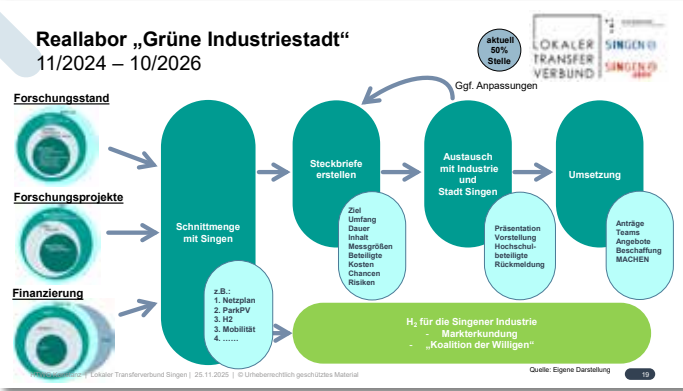 Reallabor „Grüne Industriestadt“
11/2024 – 10/2026
aktuell
50%
Stelle
LOKALER
TRANSFER
VERBUND
SINGEN
SINGEN
Ggf. Anpassungen
Forschungsstand
Forschungsprojekte
Finanzierung
Schnittmenge
mit Singen
z.B.:
1. Netzplan
2. ParkPV
3. H2
3. Mobilität
4. ……
Steckbriefe
erstellen
Ziel
Umfang
Dauer
Inhalt
Messgrößen
Beteiligte
Kosten
Chancen
Risiken
Austausch
mit Industrie
und
Stadt Singen
Präsentation
Vorstellung
Hochschul-
beteiligte
Rückmeldung
Umsetzung
Anträge
Teams
Angebote
Beschaffung
MACHEN
H₂ für die Singener Industrie
- Markterkundung
- „Koalition der Willigen“
Quelle: Eigene Darstellung
| Lokaler Transferverbund Singen | 25.11.2025 | © Urheberrechtlich geschütztes Material
19